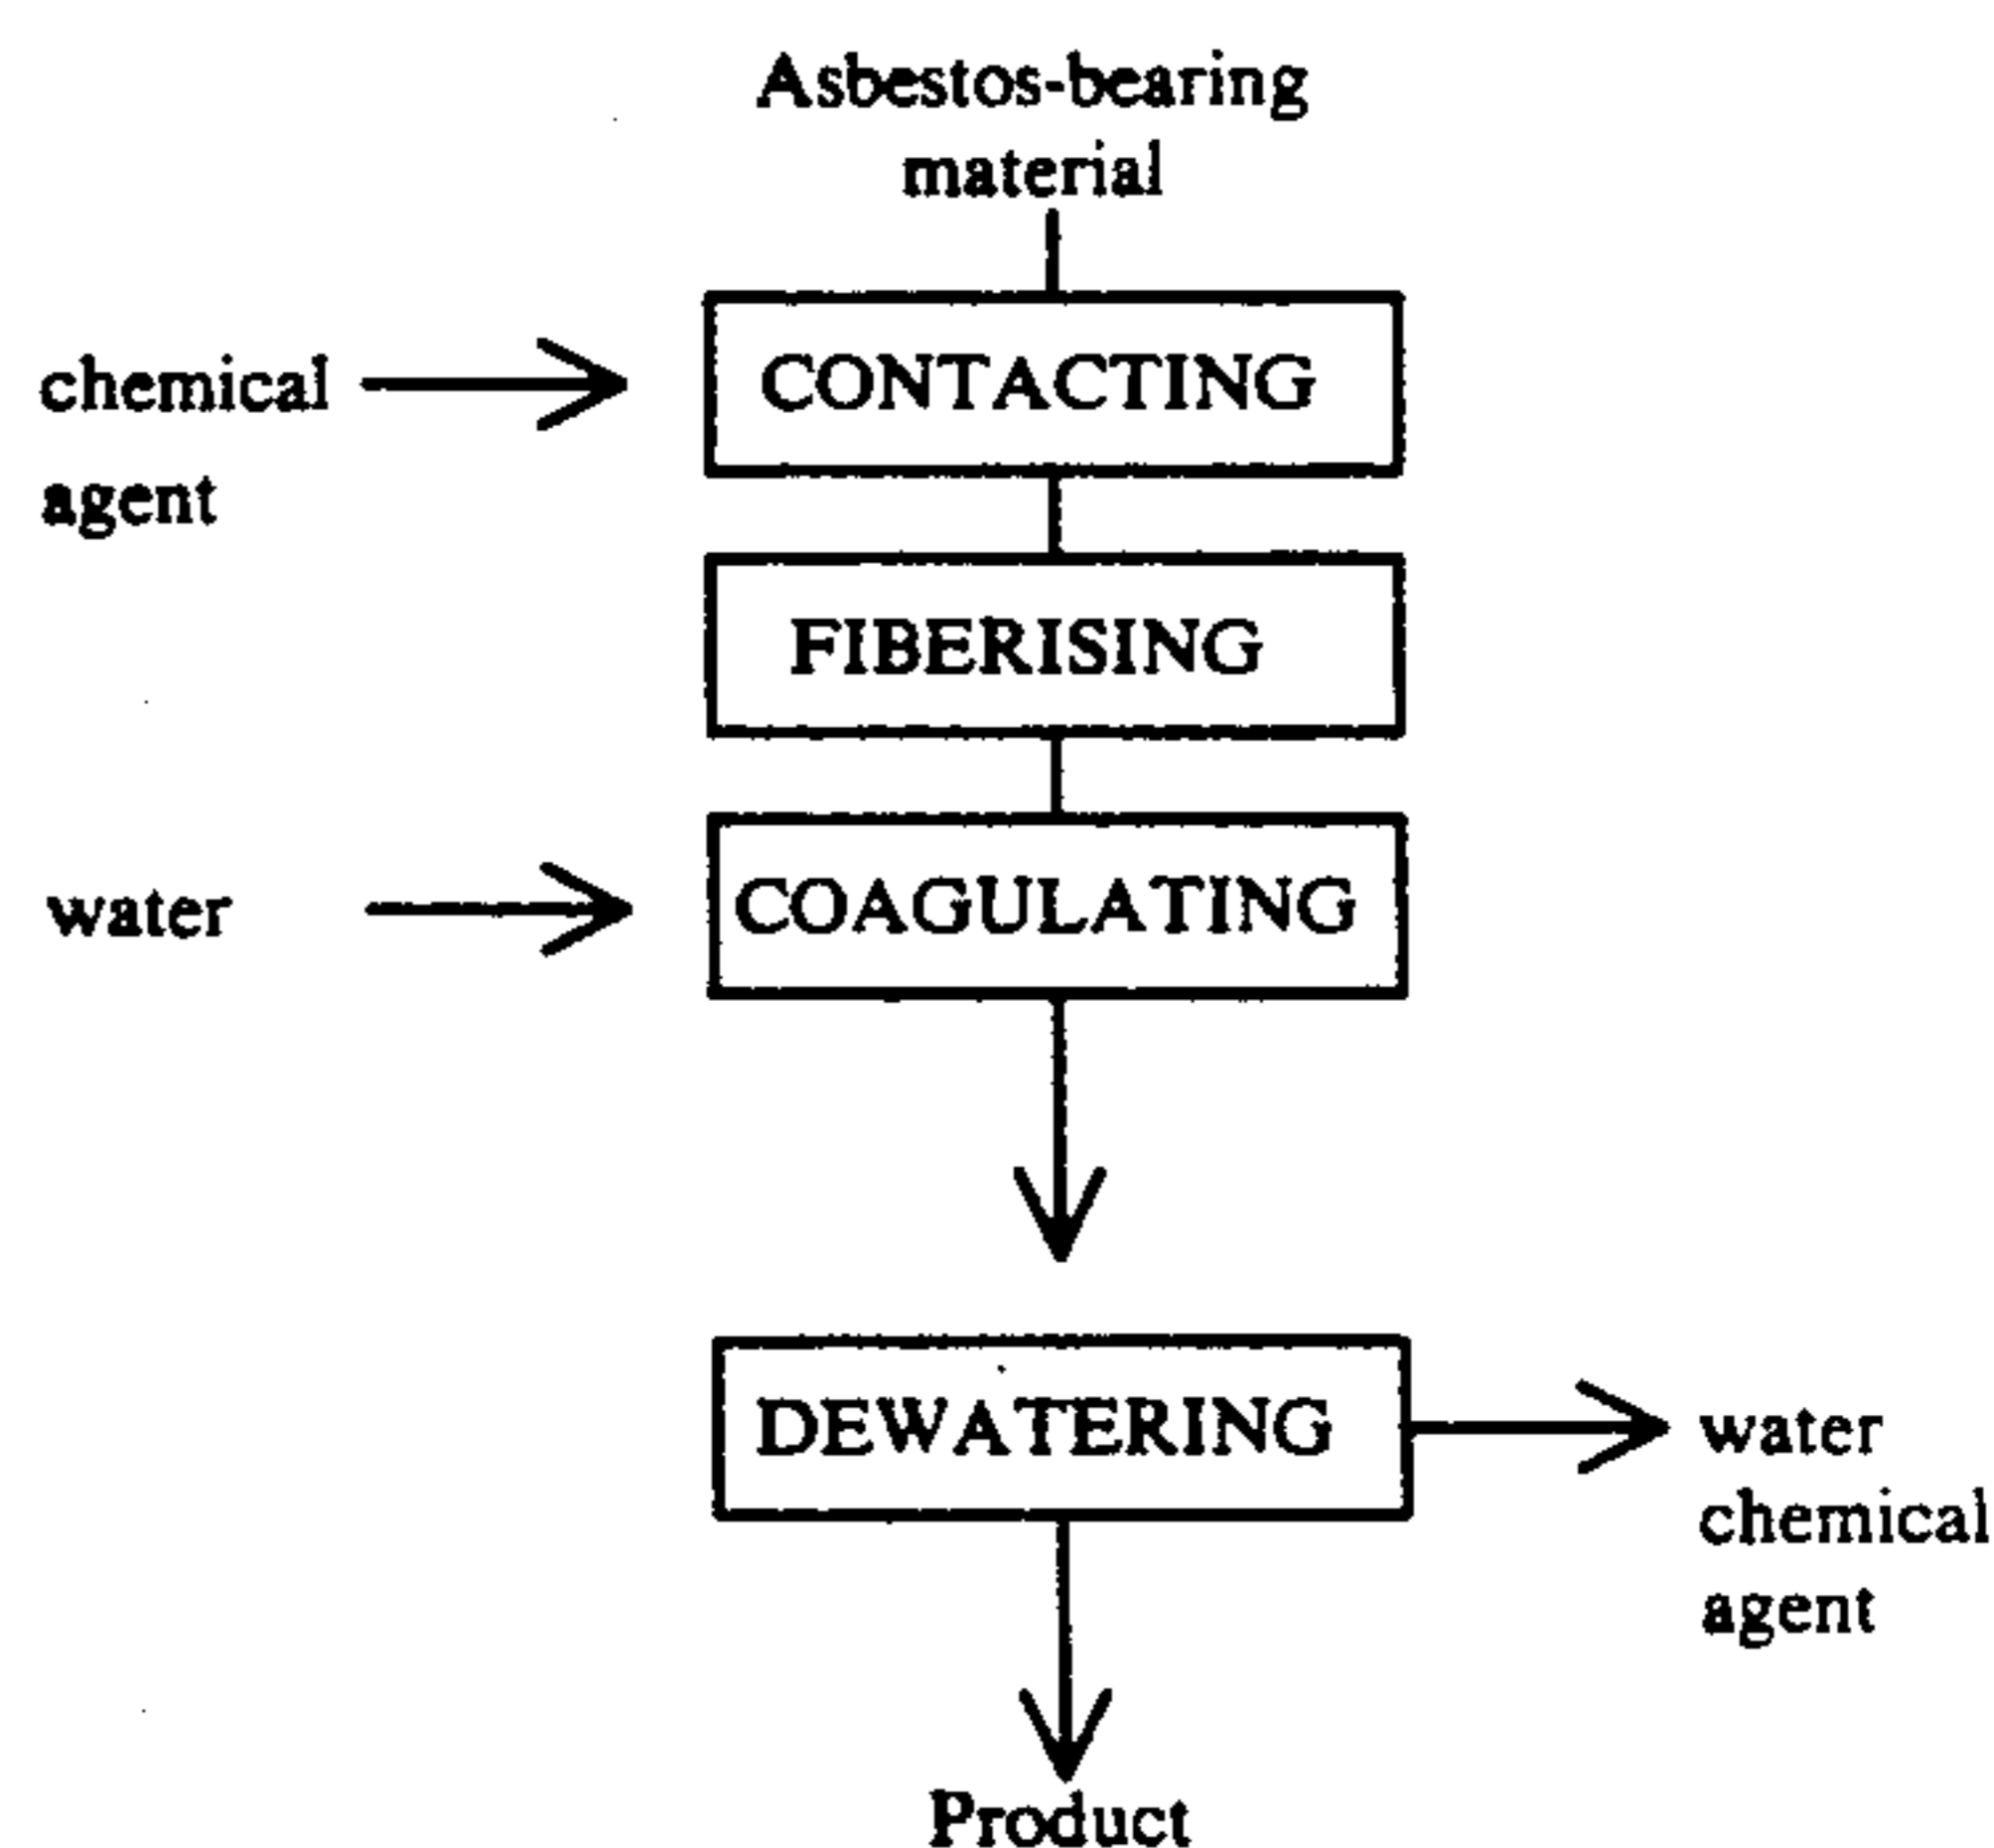 Asbestos-bearing
material
chemical
agent
CONTACTING
FIBERISING
water
COAGULATING
DEWATERING
water
chemical
agent
Product